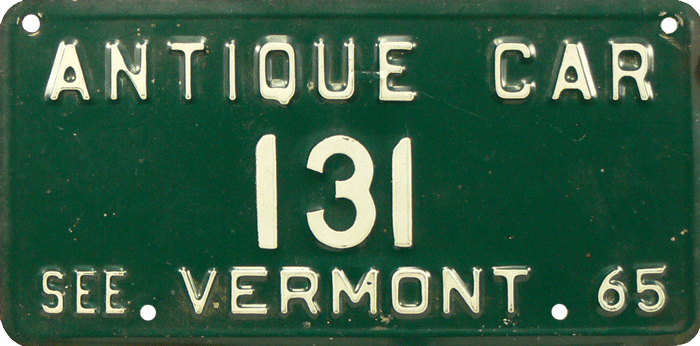 ANTIQUE CAR
131
SEE VERMONT 65